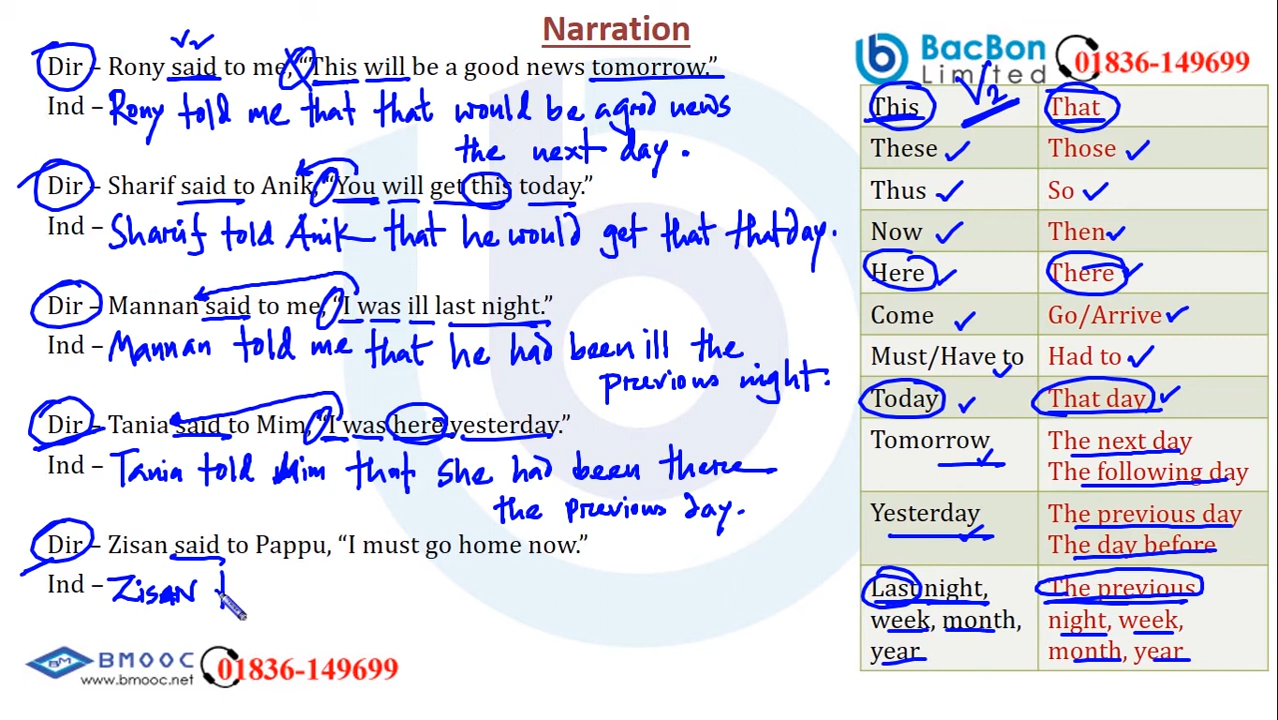 Narration
Dir – Rony said to me, “This will be a good news tomorrow.”
Ind – Rony told me that that would be a good news
the next day.
Dir – Sharif said to Anik, “You will get this today.”
Ind – Sharif told Anik that he would get that that day.
Dir – Mannan said to me, “I was ill last night.”
Ind – Mannan told me that he had been ill the
previous night.
Dir – Tania said to Mim, “I was here yesterday.”
Ind – Tania told Mim that she had been there
the previous day.
Dir – Zisan said to Pappu, “I must go home now.”
Ind – Zisan
BMOOC
www.bmooc.net
01836-149699
BacBon
Limited
01836-149699
This That
These Those
Thus So
Now Then
Here There
Come Go/Arrive
Must/Have to Had to
Today That day
Tomorrow The next day
The following day
Yesterday The previous day
The day before
Last night, The previous
week, month, night, week,
year month, year